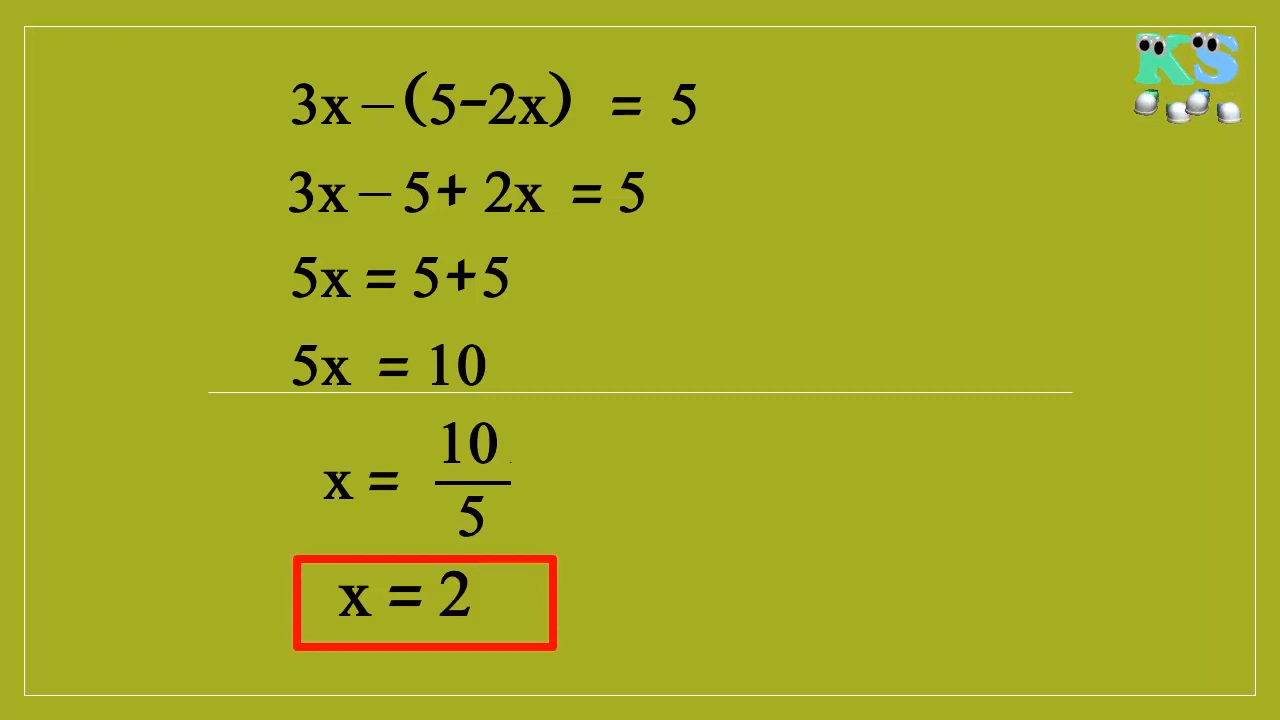 KS
3x – (5-2x) = 5
3x – 5 + 2x = 5
5x = 5+5
5x = 10
x = 10/5
x = 2